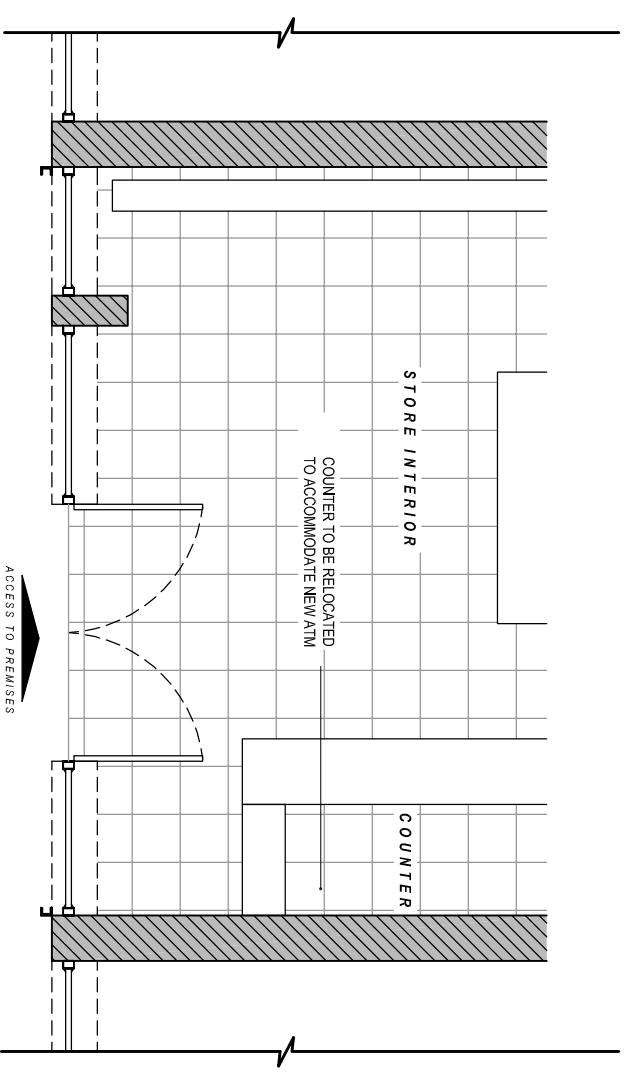 STORE INTERIOR
COUNTER TO BE RELOCATED
TO ACCOMMODATE NEW ATM
COUNTER
ACCESS TO PREMISES